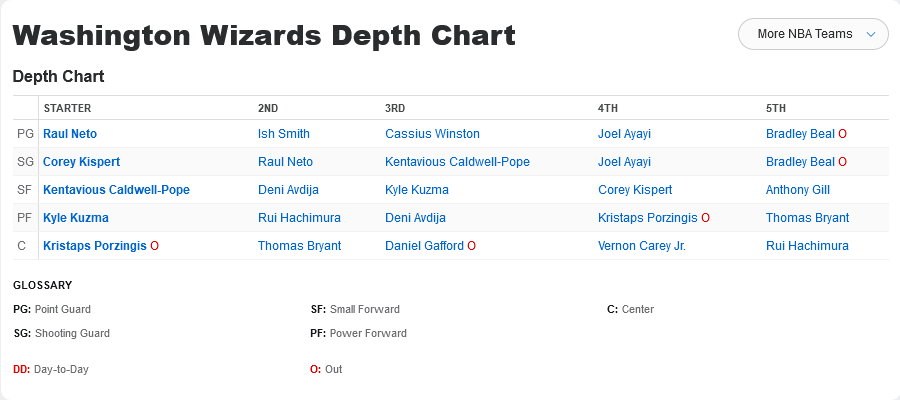 Washington Wizards Depth Chart
More NBA Teams
Depth Chart
STARTER 2ND 3RD 4TH 5TH
PG Raul Neto Ish Smith Cassius Winston Joel Ayayi Bradley Beal O
SG Corey Kispert Raul Neto Kentavious Caldwell-Pope Joel Ayayi Bradley Beal O
SF Kentavious Caldwell-Pope Deni Avdija Kyle Kuzma Corey Kispert Anthony Gill
PF Kyle Kuzma Rui Hachimura Deni Avdija Kristaps Porzingis O Thomas Bryant
C Kristaps Porzingis O Thomas Bryant Daniel Gafford O Vernon Carey Jr. Rui Hachimura
GLOSSARY
PG: Point Guard SF: Small Forward C: Center
SG: Shooting Guard PF: Power Forward
DD: Day-to-Day O: Out